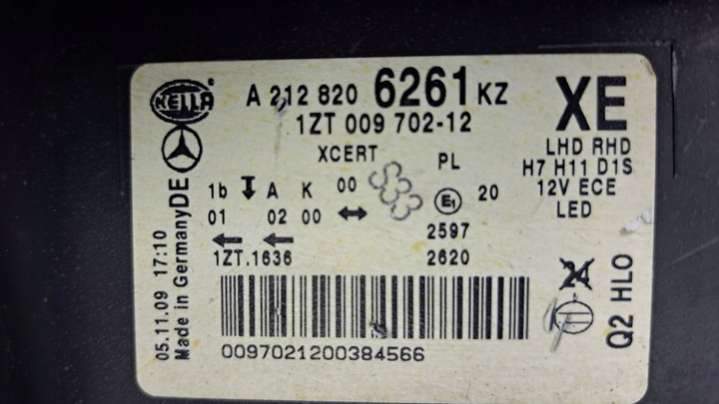 HELLA
A 212 820 6261 KZ
1ZT 009 702-12
XCERT
XE
LHD RHD
H7 H11 D1S
12V ECE
LED
PL
1b A K 00
E1 20
01 02 00
2597
2620
1ZT.1636
0097021200384566
05.11.09 17:10
Made in Germany DE
24
Q2 HLO